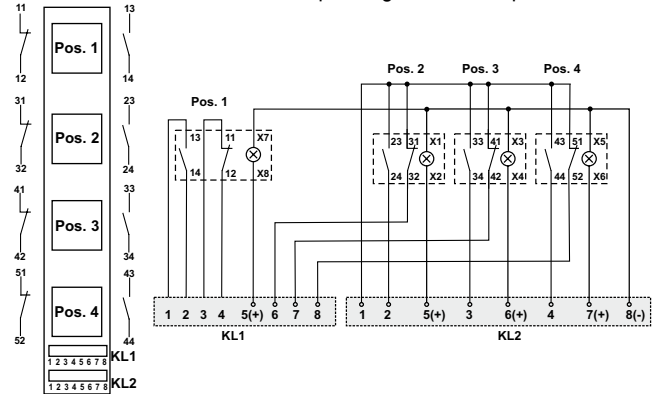 11 13
Pos. 1
12 14
31 23
Pos. 2
32 24
41 33
Pos. 3
42 34
51 43
Pos. 4
52 44
KL1
1 2 3 4 5 6 7 8
KL2
1 2 3 4 5 6 7 8
Pos. 1
13 11 X7
14 12 X8
Pos. 2 Pos. 3 Pos. 4
23 31 X1 33 41 X3 43 51 X5
24 32 X2 34 42 X4 44 52 X6
1 2 3 4 5(+) 6 7 8
KL1
1 2 5(+) 3 6(+) 4 7(+) 8(-)
KL2